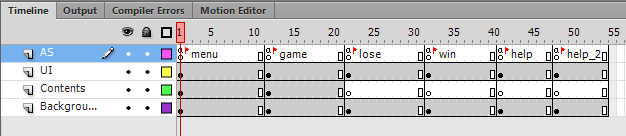 Timeline Output Compiler Errors Motion Editor
1 5 10 15 20 25 30 35 40 45 50 55
AS menu game lose win help help_2
UI
Contents
Backgrou...